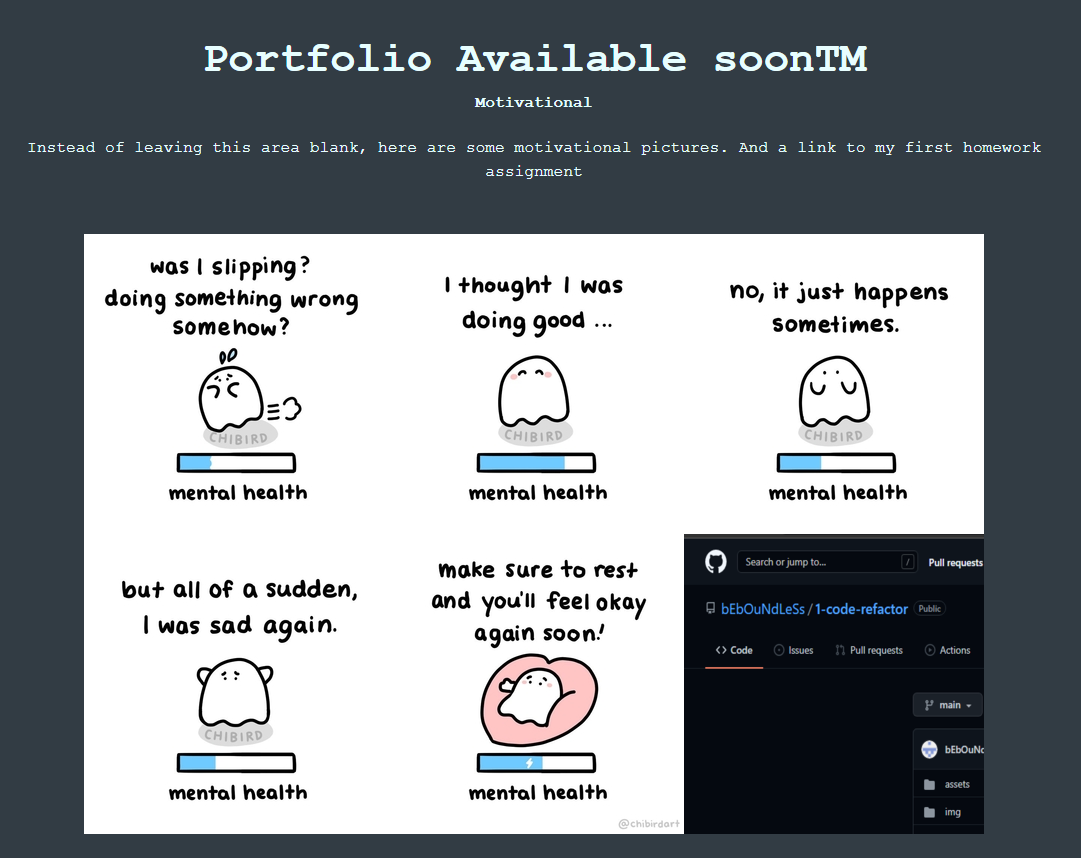 Portfolio Available soonTM
Motivational
Instead of leaving this area blank, here are some motivational pictures. And a link to my first homework
assignment
was I slipping?
doing something wrong
somehow?
CHIBIRD
mental health
I thought I was
doing good ...
CHIBIRD
mental health
no, it just happens
sometimes.
CHIBIRD
mental health
but all of a sudden,
I was sad again.
CHIBIRD
mental health
make sure to rest
and you'll feel okay
again soon!
mental health
@chibirdart
Search or jump to... /
Pull requests
bEbOuNdLeSs / 1-code-refactor Public
<> Code Issues Pull requests Actions
main
bEbOuNd
assets
img